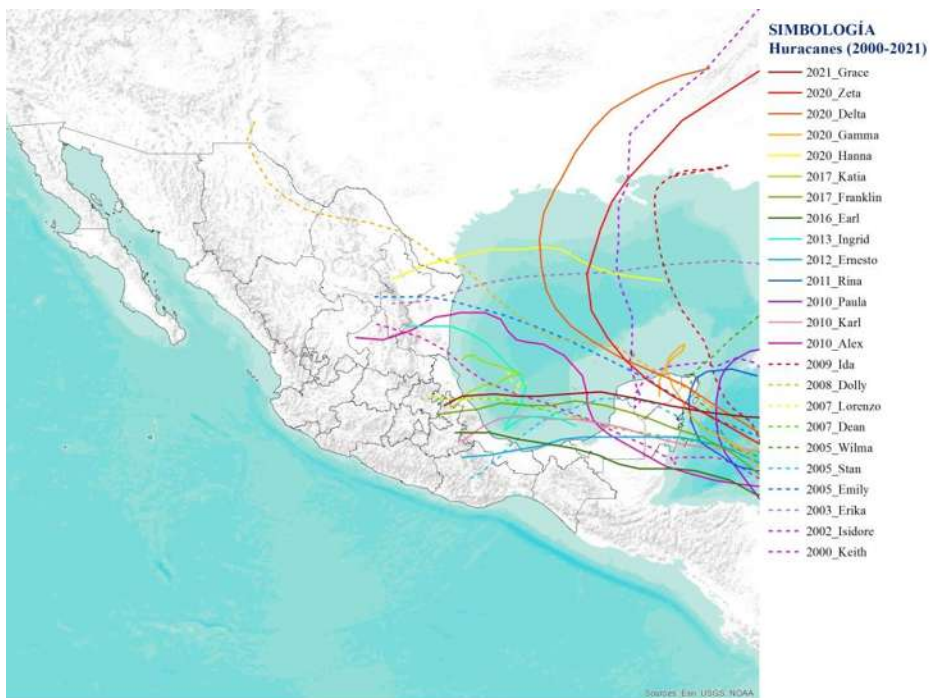 SIMBOLOGÍA
Huracanes (2000-2021)
2021_Grace
2020_Zeta
2020_Delta
2020_Gamma
2020_Hanna
2017_Katia
2017_Franklin
2016_Earl
2013_Ingrid
2012_Ernesto
2011_Rina
2010_Paula
2010_Karl
2010_Alex
2009_Ida
2008_Dolly
2007_Lorenzo
2007_Dean
2005_Wilma
2005_Stan
2005_Emily
2003_Erika
2002_Isidore
2000_Keith
Sources: Esri, USGS, NOAA